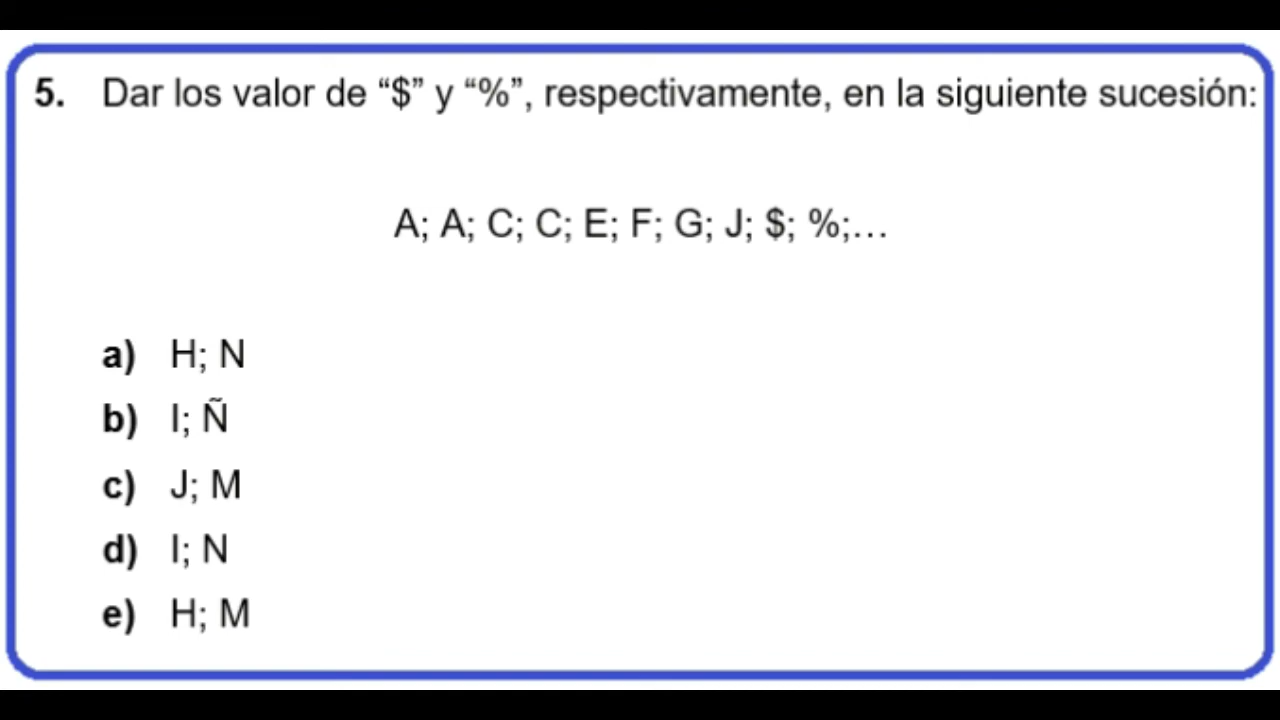 5. Dar los valor de “$” y “%”, respectivamente, en la siguiente sucesión:
A; A; C; C; E; F; G; J; $; %;...
a) H; N
b) I; Ñ
c) J; M
d) I; N
e) H; M